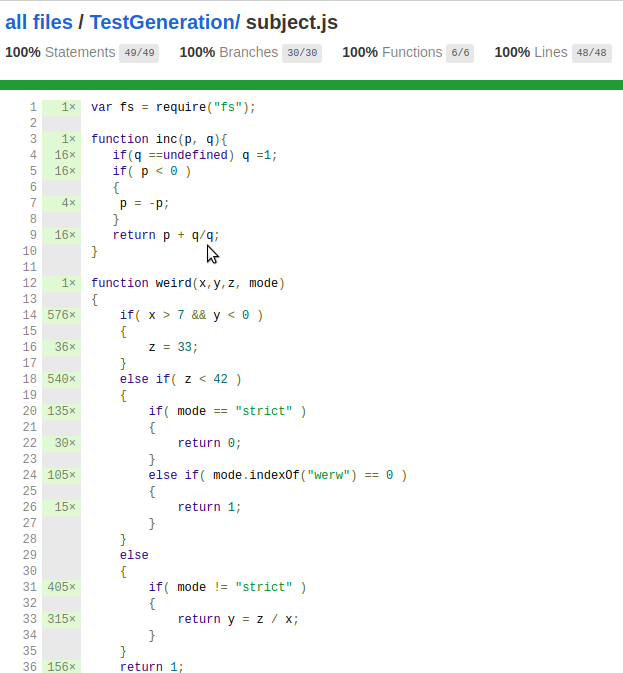 all files / TestGeneration/ subject.js
100% Statements 49/49 100% Branches 30/30 100% Functions 6/6 100% Lines 48/48
1 1× var fs = require("fs");
2
3 1× function inc(p, q){
4 16× if(q ==undefined) q =1;
5 16× if( p < 0 )
6 {
7 4× p = -p;
8 }
9 16× return p + q/q;
10 }
11
12 1× function weird(x,y,z, mode)
13 {
14 576× if( x > 7 && y < 0 )
15 {
16 36× z = 33;
17 }
18 540× else if( z < 42 )
19 {
20 135× if( mode == "strict" )
21 {
22 30× return 0;
23 }
24 105× else if( mode.indexOf("werw") == 0 )
25 {
26 15× return 1;
27 }
28 }
29 else
30 {
31 405× if( mode != "strict" )
32 {
33 315× return y = z / x;
34 }
35 }
36 156× return 1;